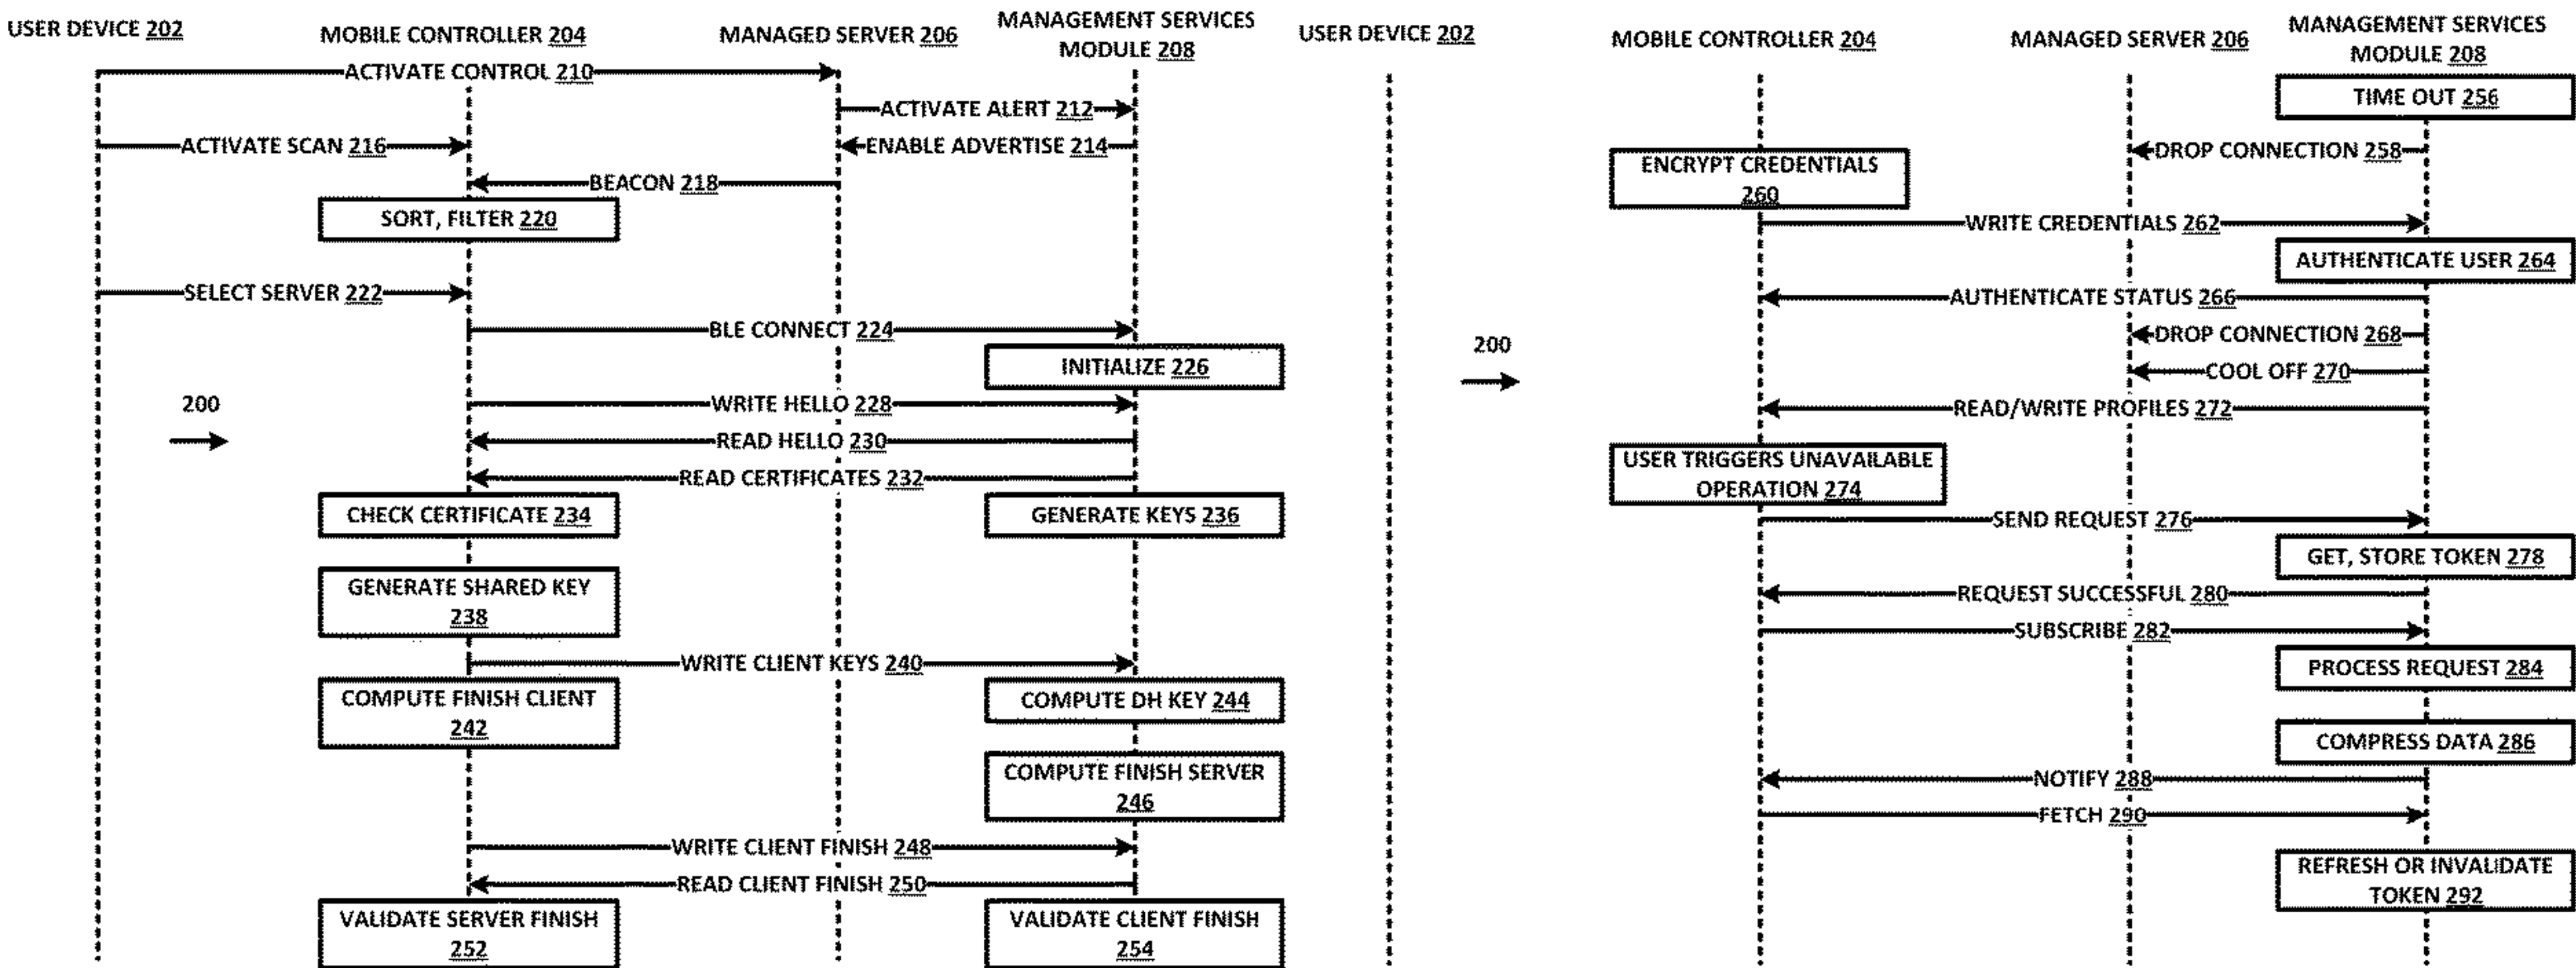 USER DEVICE 202
MOBILE CONTROLLER 204
MANAGED SERVER 206
MANAGEMENT SERVICES
MODULE 208
ACTIVATE CONTROL 210
ACTIVATE ALERT 212
ACTIVATE SCAN 216
ENABLE ADVERTISE 214
BEACON 218
SORT, FILTER 220
SELECT SERVER 222
BLE CONNECT 224
INITIALIZE 226
200
WRITE HELLO 228
READ HELLO 230
READ CERTIFICATES 232
CHECK CERTIFICATE 234
GENERATE KEYS 236
GENERATE SHARED KEY
238
WRITE CLIENT KEYS 240
COMPUTE FINISH CLIENT
242
COMPUTE DH KEY 244
COMPUTE FINISH SERVER
246
WRITE CLIENT FINISH 248
READ CLIENT FINISH 250
VALIDATE SERVER FINISH
252
VALIDATE CLIENT FINISH
254
USER DEVICE 202
MOBILE CONTROLLER 204
MANAGED SERVER 206
MANAGEMENT SERVICES
MODULE 208
TIME OUT 256
DROP CONNECTION 258
ENCRYPT CREDENTIALS
260
WRITE CREDENTIALS 262
AUTHENTICATE USER 264
AUTHENTICATE STATUS 266
DROP CONNECTION 268
200
COOL OFF 270
READ/WRITE PROFILES 272
USER TRIGGERS UNAVAILABLE
OPERATION 274
SEND REQUEST 276
GET, STORE TOKEN 278
REQUEST SUCCESSFUL 280
SUBSCRIBE 282
PROCESS REQUEST 284
COMPRESS DATA 286
NOTIFY 288
FETCH 290
REFRESH OR INVALIDATE
TOKEN 292